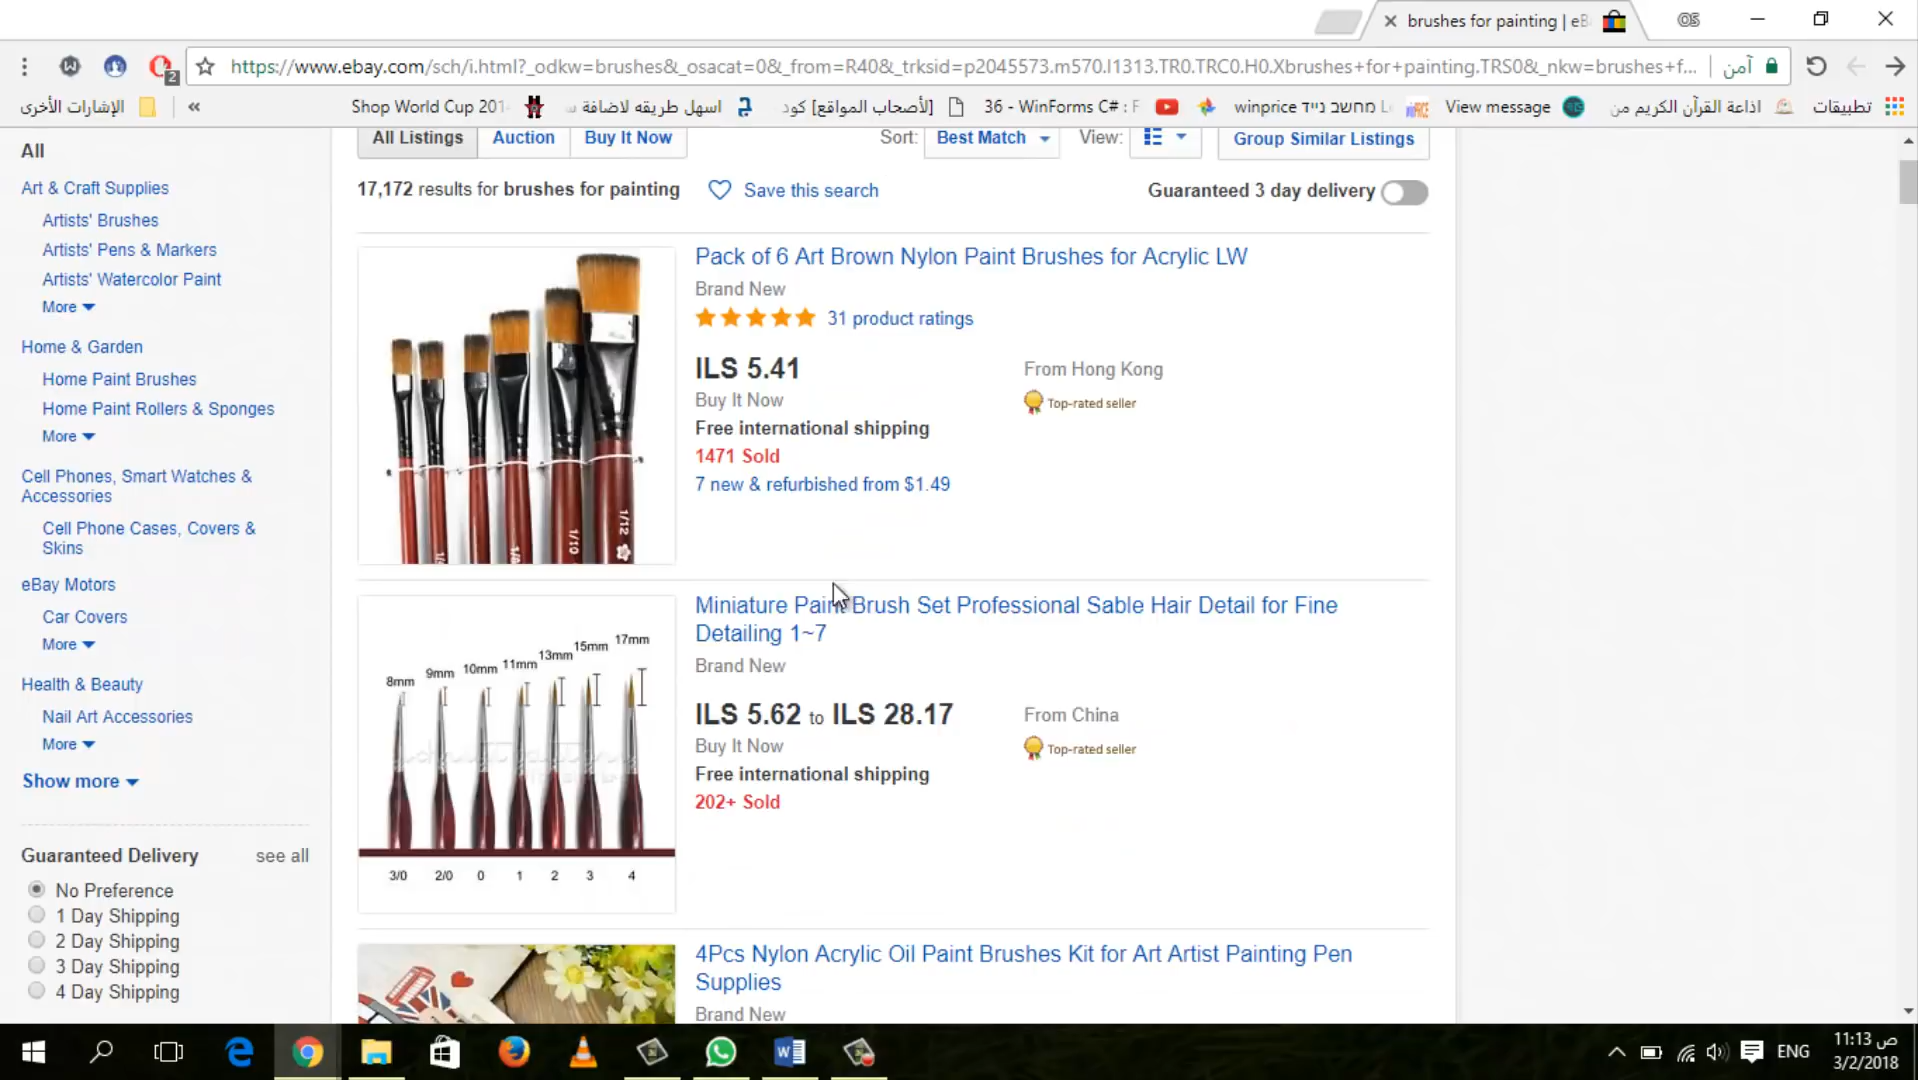 brushes for painting | eB
https://www.ebay.com/sch/i.html?_odkw=brushes&_osacat=0&_from=R40&_trksid=p2045573.m570.l1313.TR0.TRC0.H0.Xbrushes+for+painting.TRS0&_nkw=brushes+f...
آمن
2
الإشارات الأخرى
«
Shop World Cup 201
اسهل طريقه لاضافة
[لأصحاب المواقع] كود
36 - WinForms C# : F
winprice מחשב נייד
View message
اذاعة القرآن الكريم من
تطبيقات
All
Art & Craft Supplies
Artists' Brushes
Artists' Pens & Markers
Artists' Watercolor Paint
More
Home & Garden
Home Paint Brushes
Home Paint Rollers & Sponges
More
Cell Phones, Smart Watches &
Accessories
Cell Phone Cases, Covers &
Skins
eBay Motors
Car Covers
More
Health & Beauty
Nail Art Accessories
More
Show more
Guaranteed Delivery see all
No Preference
1 Day Shipping
2 Day Shipping
3 Day Shipping
4 Day Shipping
All Listings Auction Buy It Now Sort: Best Match View: Group Similar Listings
17,172 results for brushes for painting Save this search Guaranteed 3 day delivery
Pack of 6 Art Brown Nylon Paint Brushes for Acrylic LW
Brand New
31 product ratings
ILS 5.41 From Hong Kong
Buy It Now Top-rated seller
Free international shipping
1471 Sold
7 new & refurbished from $1.49
1/10 1/12
Miniature Paint Brush Set Professional Sable Hair Detail for Fine
Detailing 1~7
Brand New
ILS 5.62 to ILS 28.17 From China
Buy It Now Top-rated seller
Free international shipping
202+ Sold
8mm 9mm 10mm 11mm 13mm 15mm 17mm
3/0 2/0 0 1 2 3 4
4Pcs Nylon Acrylic Oil Paint Brushes Kit for Art Artist Painting Pen
Supplies
Brand New
ENG
11:13 ص
3/2/2018